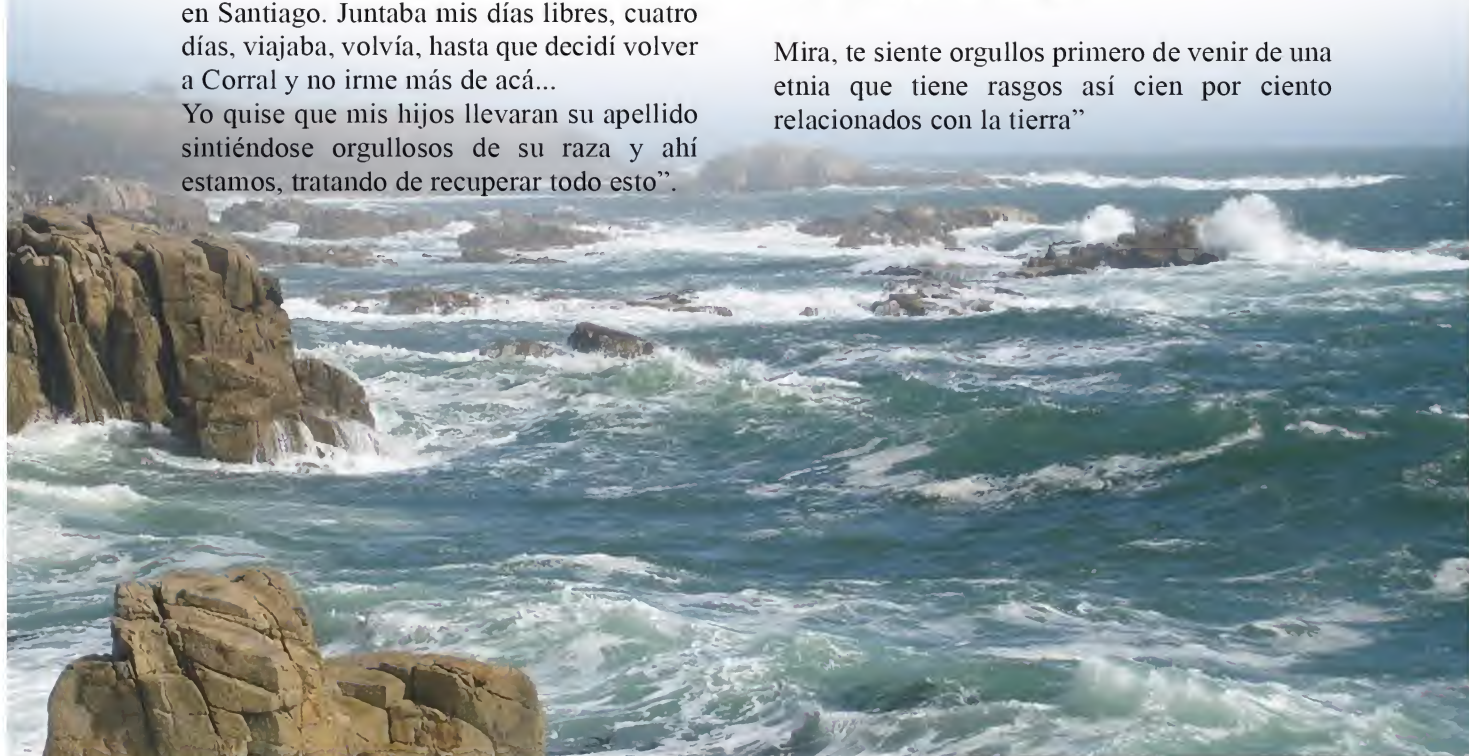 en Santiago. Juntaba mis días libres, cuatro
días, viajaba, volvía, hasta que decidí volver
a Corral y no irme más de acá...
Yo quise que mis hijos llevaran su apellido
sintiéndose orgullosos de su raza y ahí
estamos, tratando de recuperar todo esto”.
Mira, te siente orgullos primero de venir de una
etnia que tiene rasgos así cien por ciento
relacionados con la tierra”